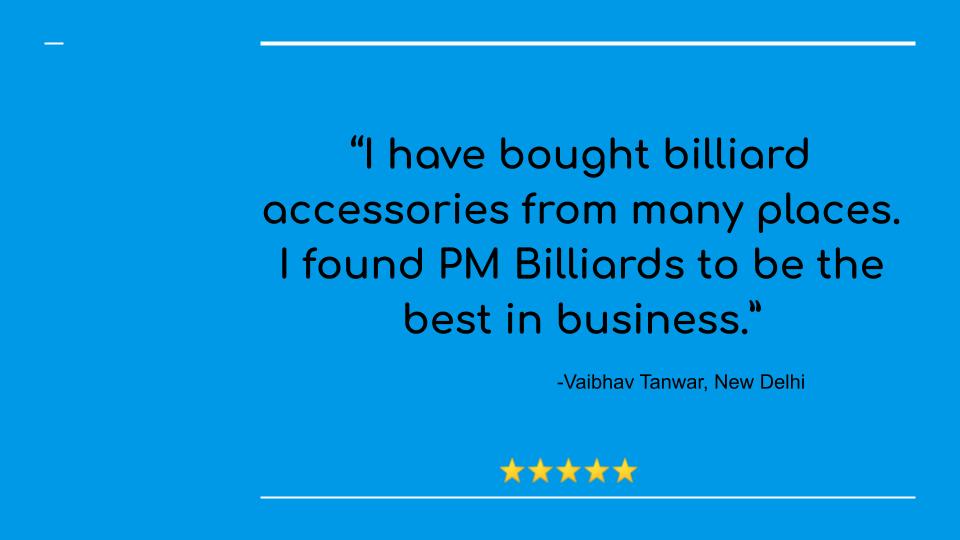 “I have bought billiard
accessories from many places.
I found PM Billiards to be the
best in business.”
-Vaibhav Tanwar, New Delhi